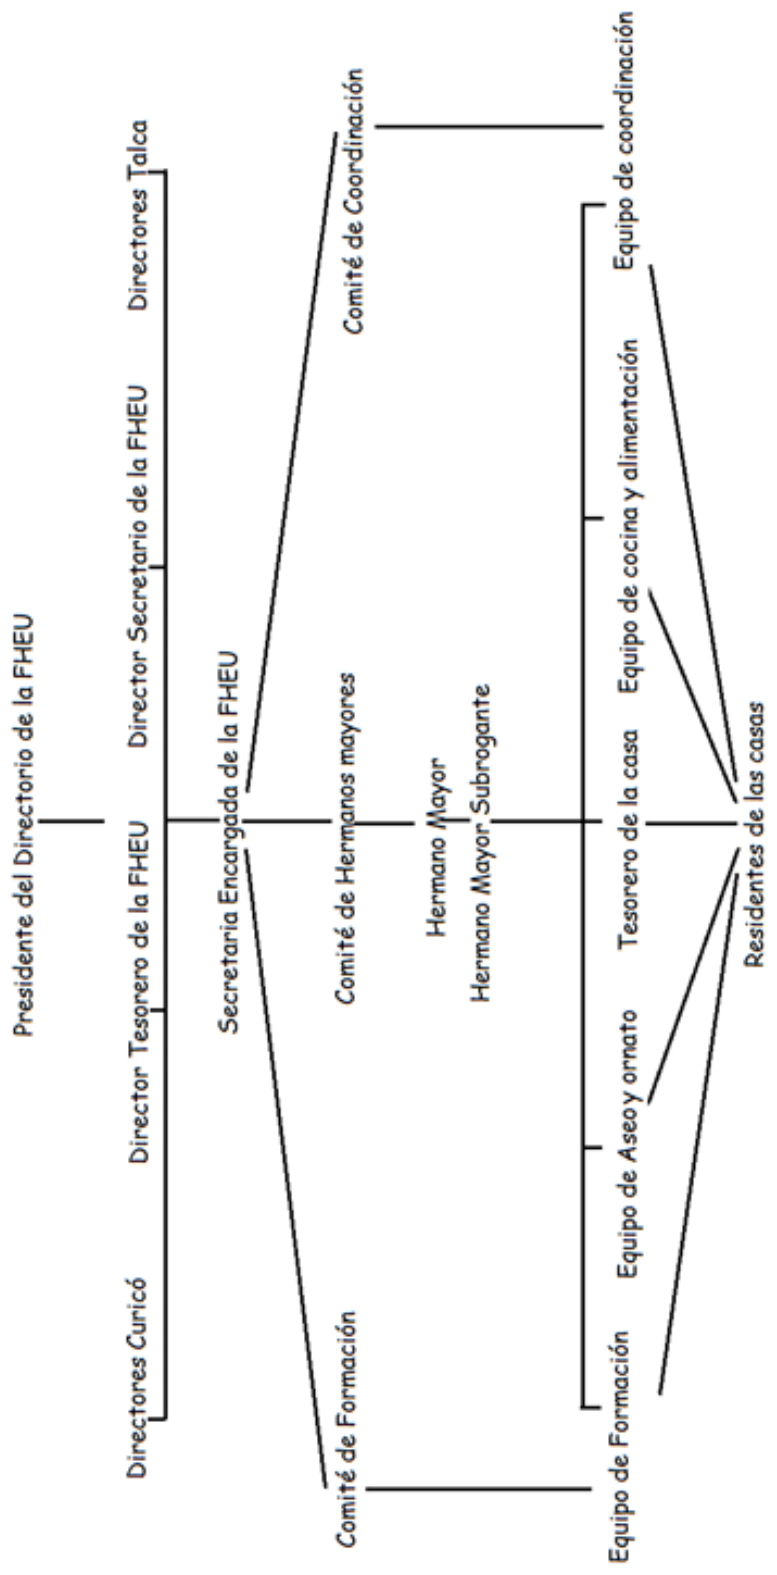 Presidente del Directorio de la FHEU
Directores Curicó
Director Tesorero de la FHEU
Director Secretario de la FHEU
Directores Talca
Secretaria Encargada de la FHEU
Comité de Formación
Comité de Hermanos mayores
Comité de Coordinación
Hermano Mayor
Hermano Mayor Subrogante
Equipo de Formación
Equipo de Aseo y ornato
Tesorero de la casa
Equipo de cocina y alimentación
Equipo de coordinación
Residentes de las casas